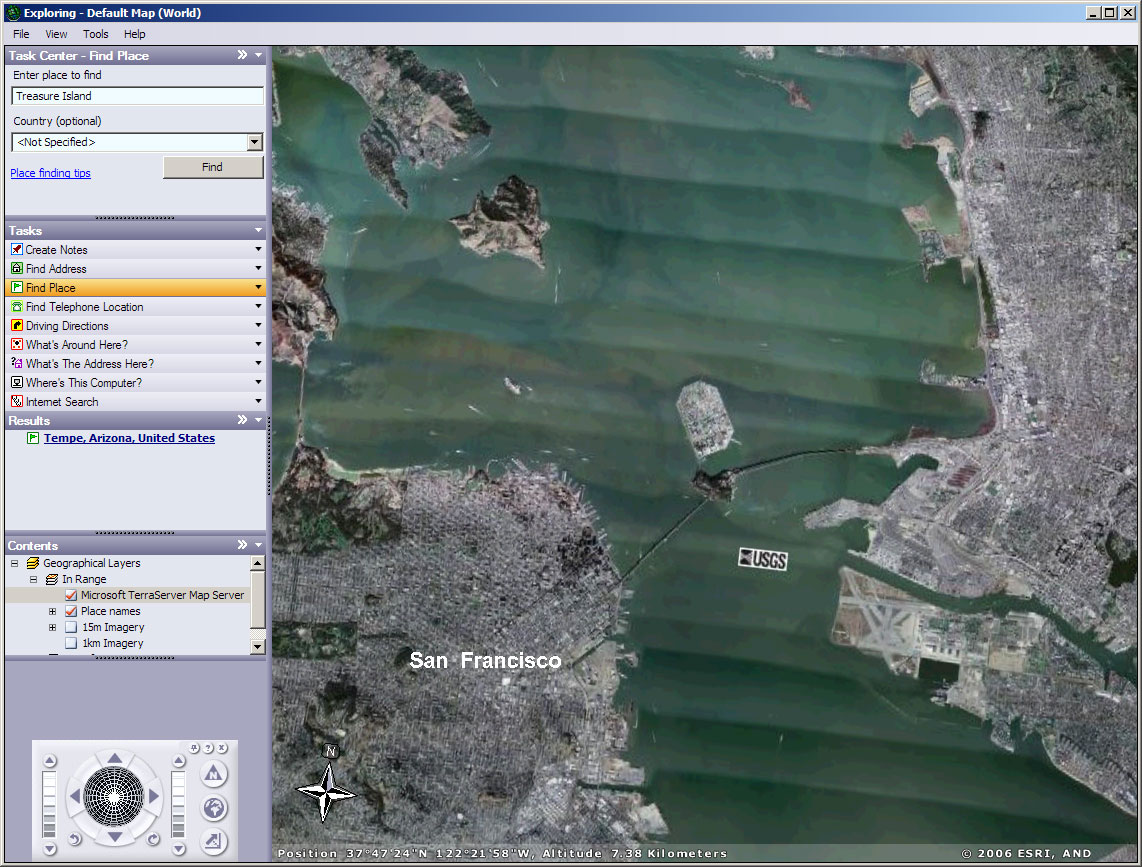 Exploring - Default Map (World)
File View Tools Help
Task Center - Find Place
Enter place to find
Treasure Island
Country (optional)
<Not Specified>
Place finding tips
Find
Tasks
Create Notes
Find Address
Find Place
Find Telephone Location
Driving Directions
What's Around Here?
What's The Address Here?
Where's This Computer?
Internet Search
Results
Tempe, Arizona, United States
Contents
Geographical Layers
In Range
Microsoft TerraServer Map Server
Place names
15m Imagery
1km Imagery
USGS
San Francisco
N
N
Position 37°47'24"N 122°21'58"W, Altitude 7.38 Kilometers
© 2006 ESRI, AND